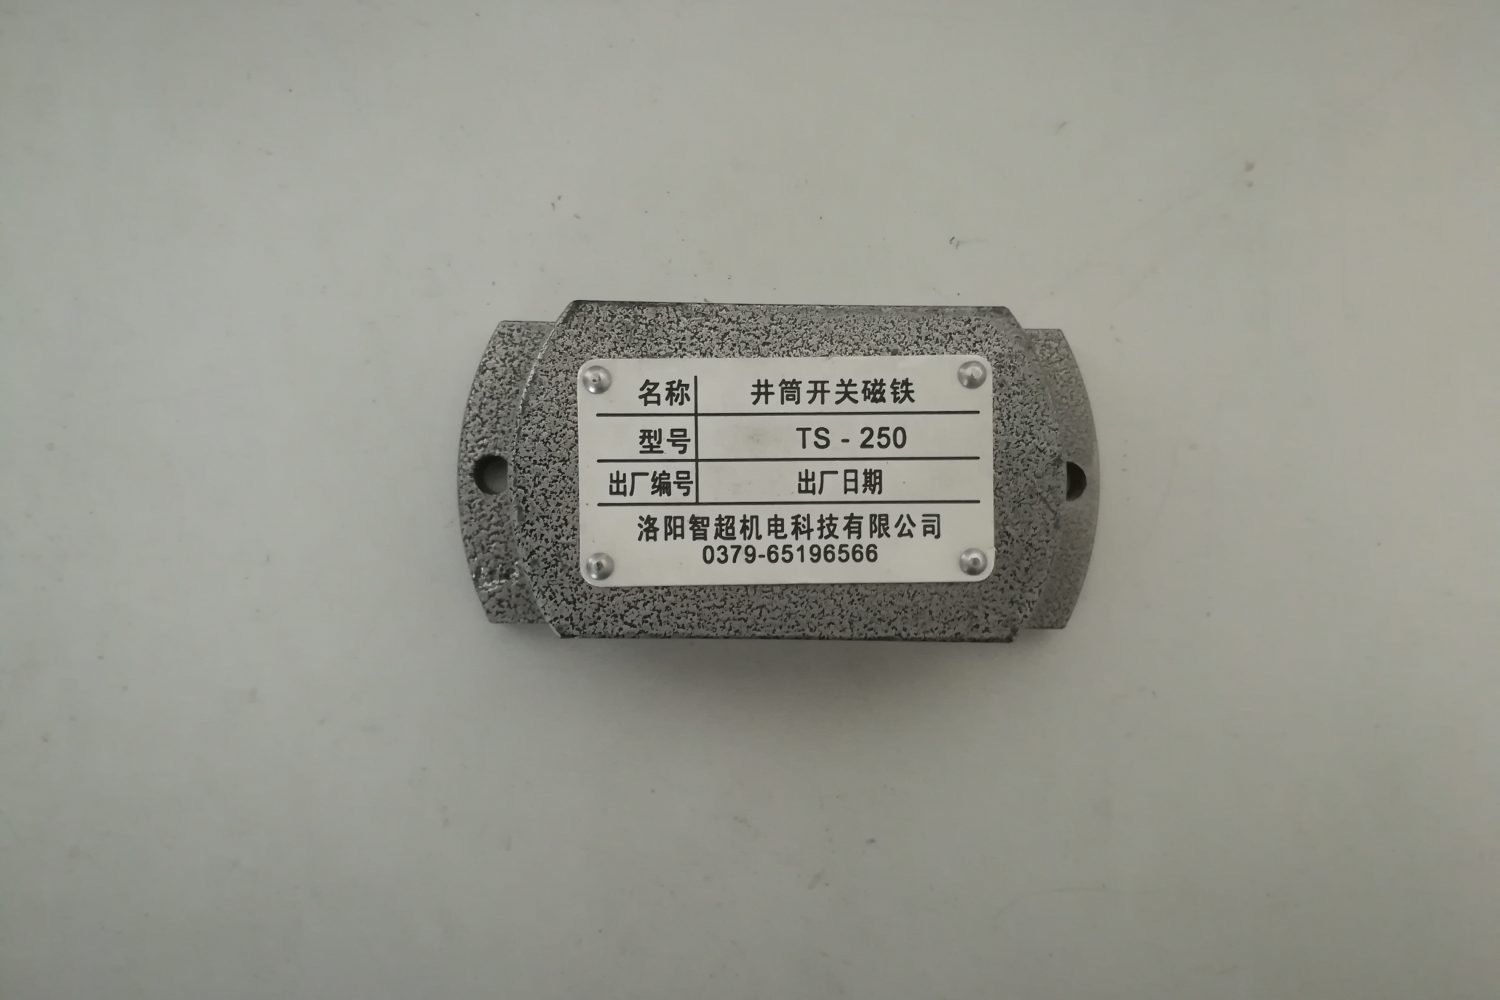 名称 井筒开关磁铁
型号 TS - 250
出厂编号 出厂日期
洛阳智超机电科技有限公司
0379-65196566